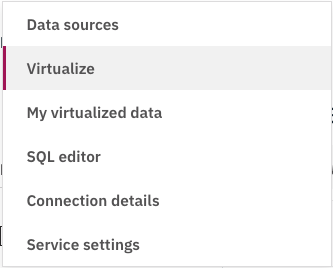 Data sources
Virtualize
My virtualized data
SQL editor
Connection details
Service settings